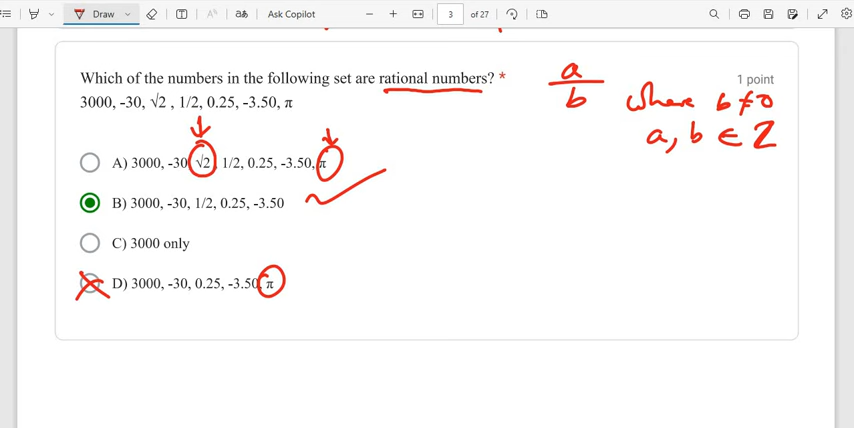 Draw
Ask Copilot
3 of 27
Which of the numbers in the following set are rational numbers? *
1 point
3000, -30, √2 , 1/2, 0.25, -3.50, π
a
b
where b ≠ 0
a, b ∈ Z
A) 3000, -30, √2 , 1/2, 0.25, -3.50, π
B) 3000, -30, 1/2, 0.25, -3.50
C) 3000 only
D) 3000, -30, 0.25, -3.50, π